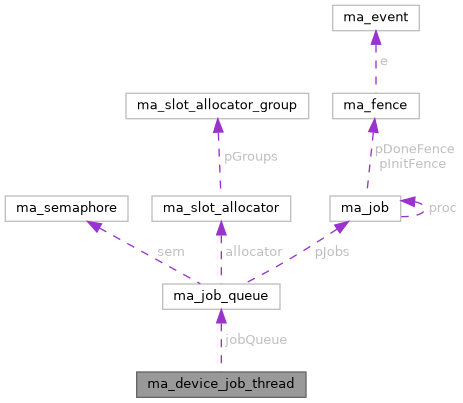 ma_event
e
ma_slot_allocator_group
ma_fence
pGroups
pDoneFence
pInitFence
ma_semaphore
ma_slot_allocator
ma_job
proc
sem
allocator
pJobs
ma_job_queue
jobQueue
ma_device_job_thread